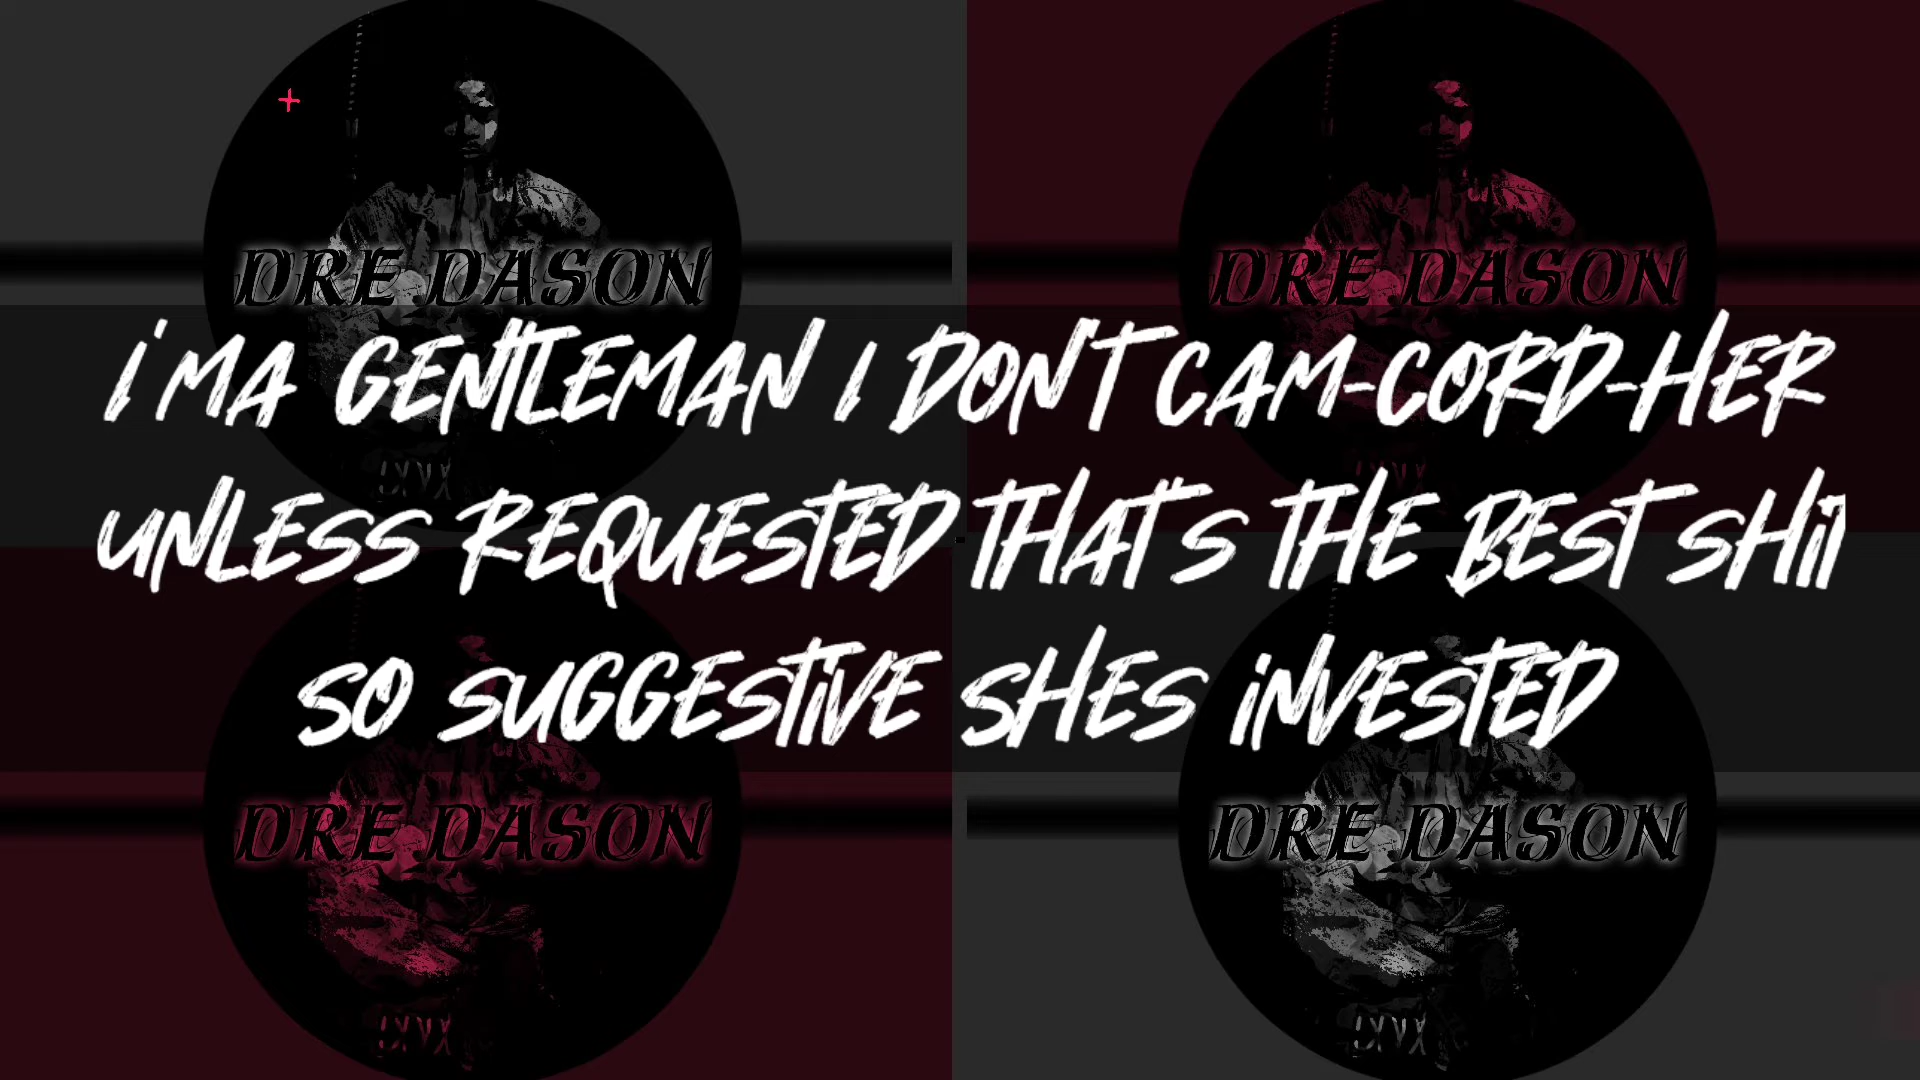 DRE DASON DRE DASON
I'MA GENTLEMAN I DON'T CAM-CORD-HER
UNLESS REQUESTED THAT'S THE BEST SHIT
SO SUGGESTIVE SHES INVESTED
DRE DASON DRE DASON